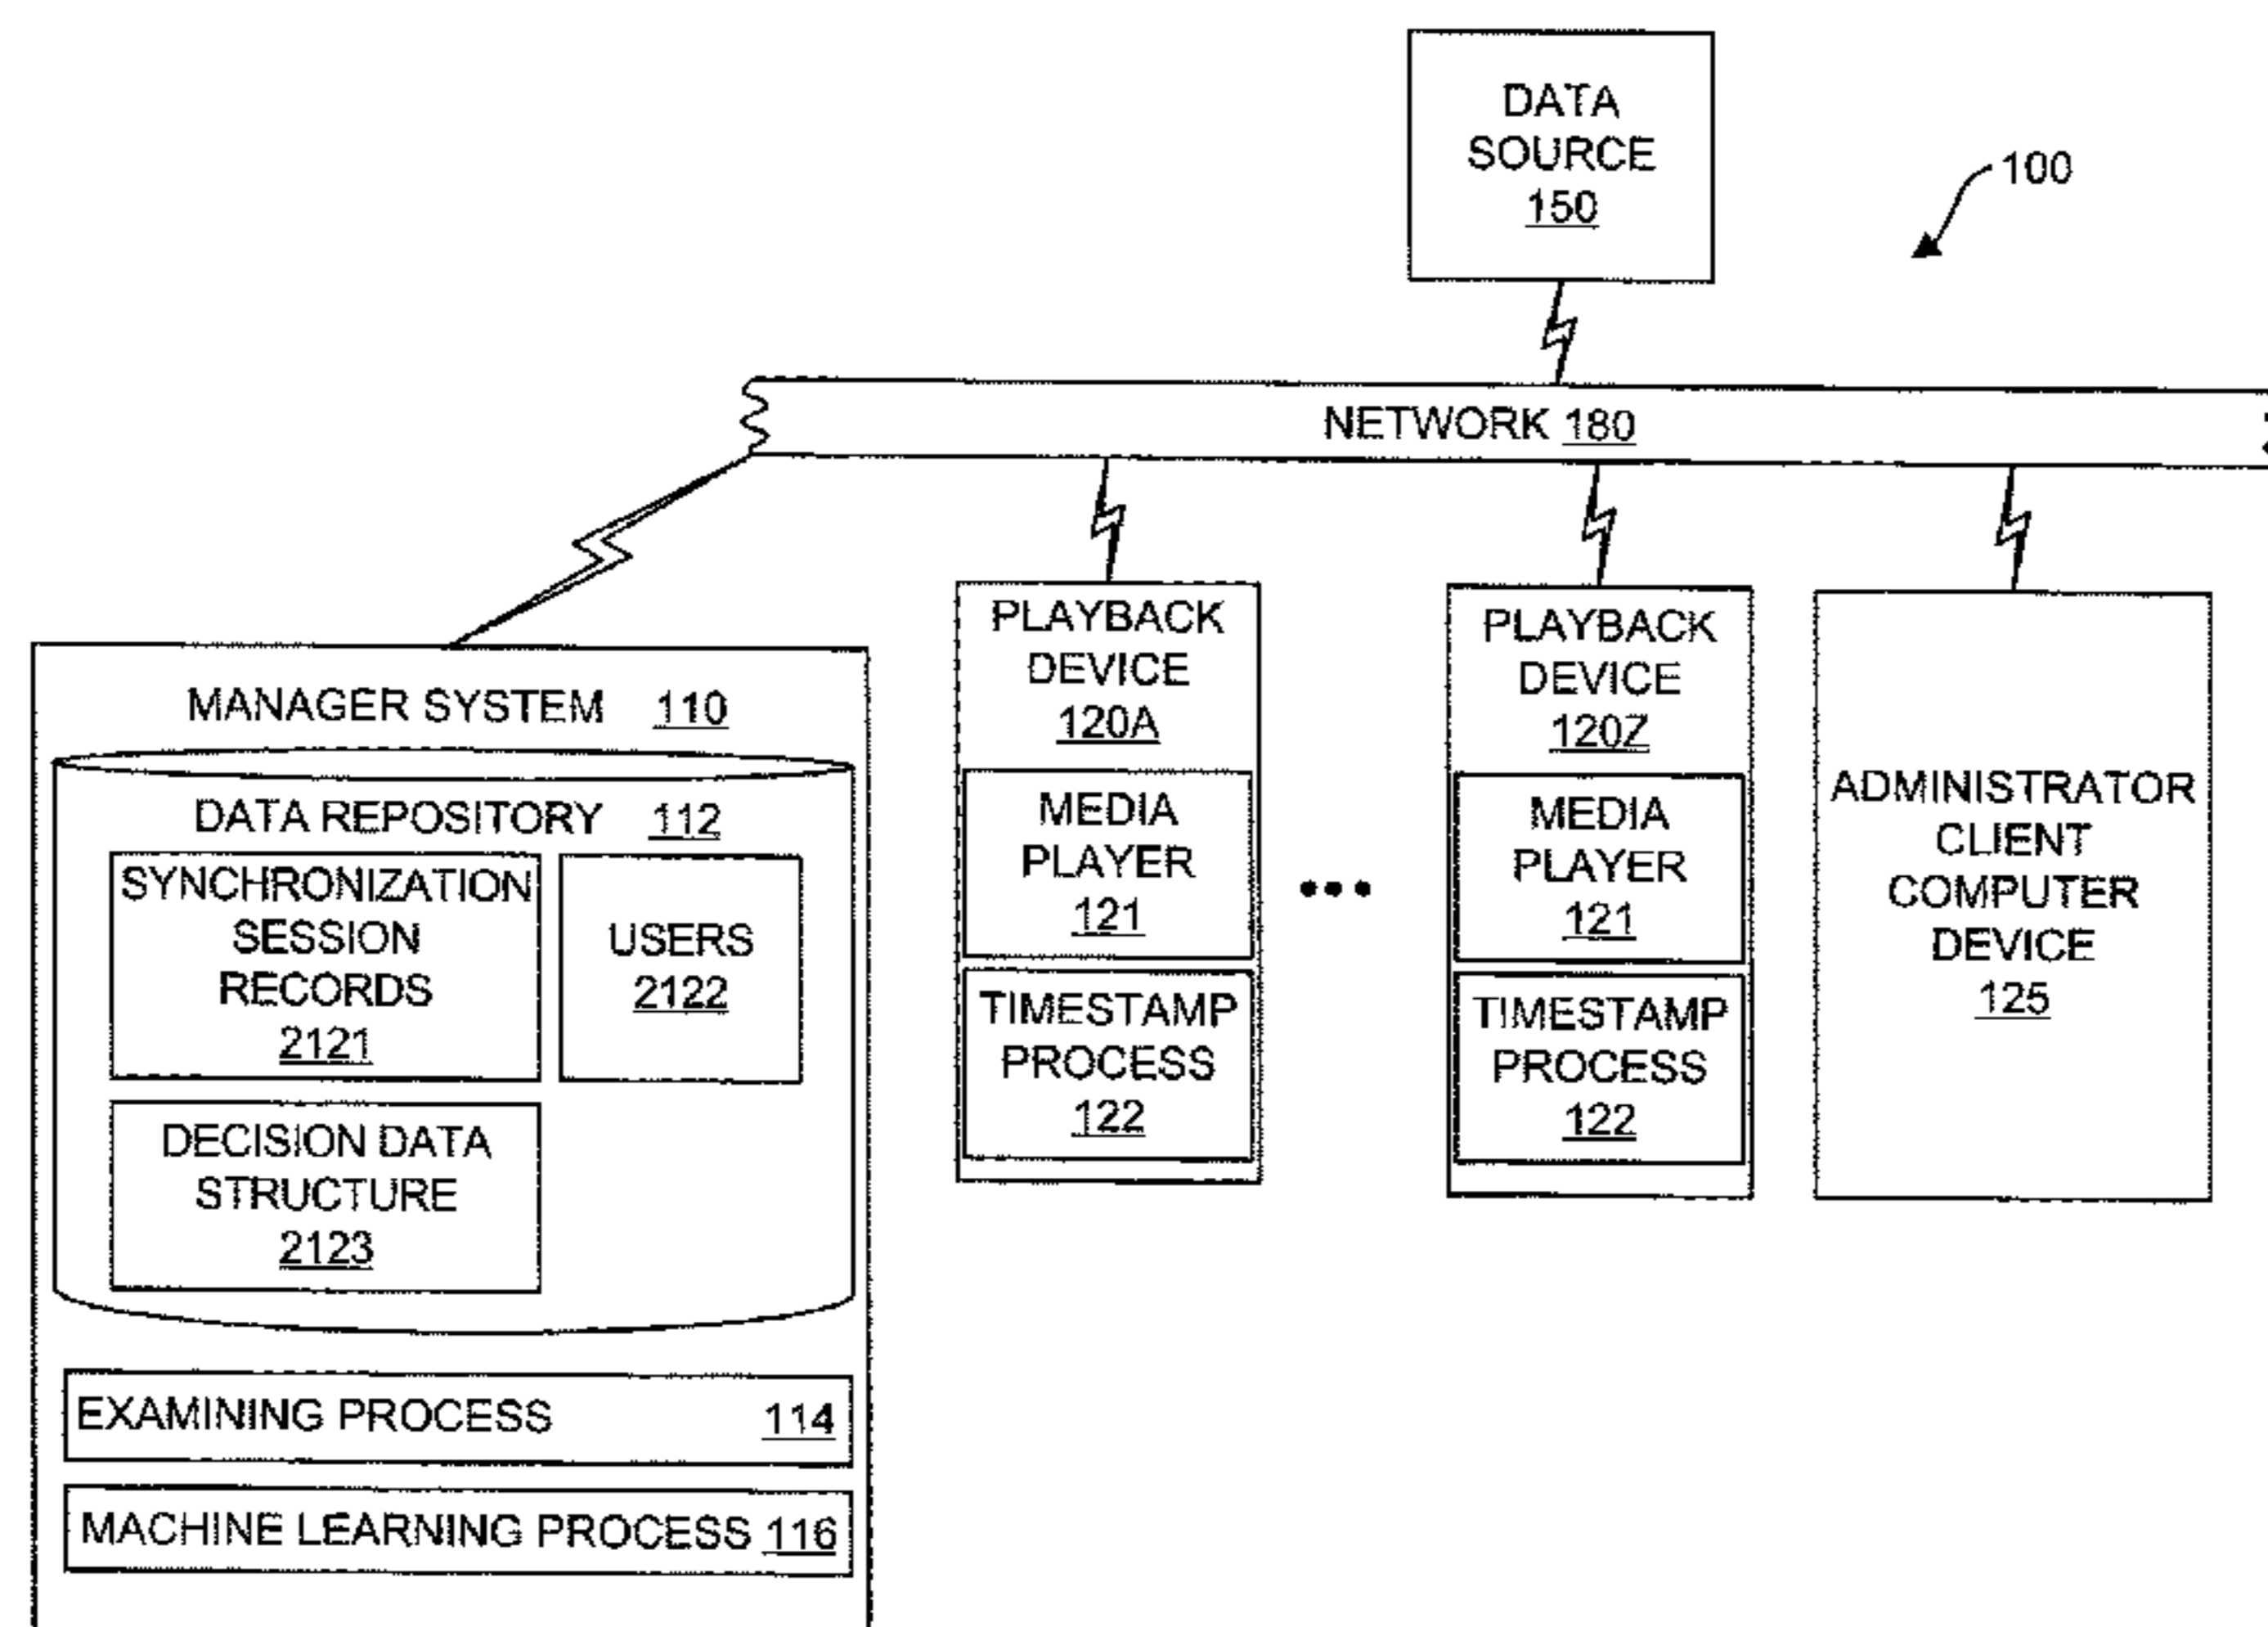 DATA
SOURCE
150
100
NETWORK 180
MANAGER SYSTEM 110
DATA REPOSITORY 112
SYNCHRONIZATION
SESSION
RECORDS
2121
USERS
2122
DECISION DATA
STRUCTURE
2123
EXAMINING PROCESS 114
MACHINE LEARNING PROCESS 116
PLAYBACK
DEVICE
120A
MEDIA
PLAYER
121
TIMESTAMP
PROCESS
122
PLAYBACK
DEVICE
120Z
MEDIA
PLAYER
121
TIMESTAMP
PROCESS
122
ADMINISTRATOR
CLIENT
COMPUTER
DEVICE
125